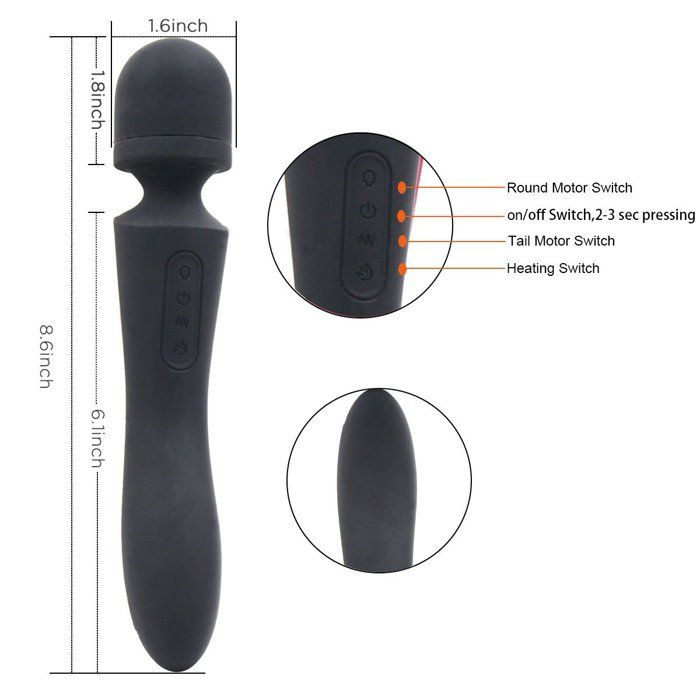 1.6inch
1.8inch
8.6inch
6.1inch
Round Motor Switch
on/off Switch,2-3 sec pressing
Tail Motor Switch
Heating Switch